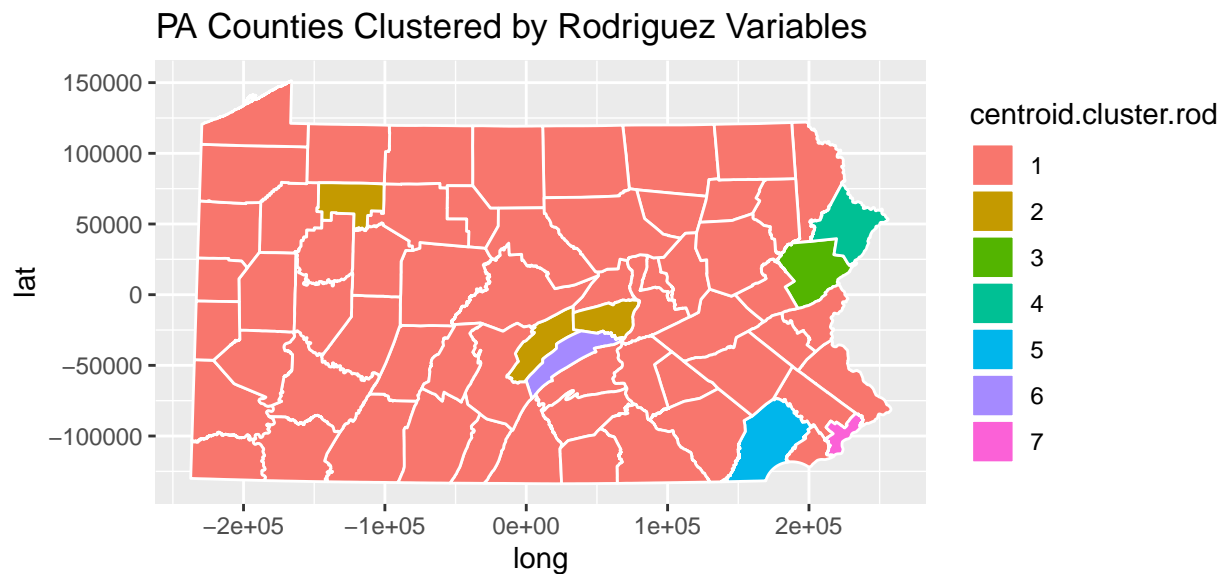 PA Counties Clustered by Rodriguez Variables
150000
100000
50000
0
−50000
−100000
lat
−2e+05
−1e+05
0e+00
1e+05
2e+05
long
centroid.cluster.rod
1
2
3
4
5
6
7